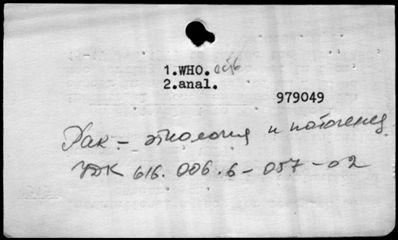 1.WHO.
2.anal.
979049
Рак - этиология и патогенез
УДК 616.006.6-057-02